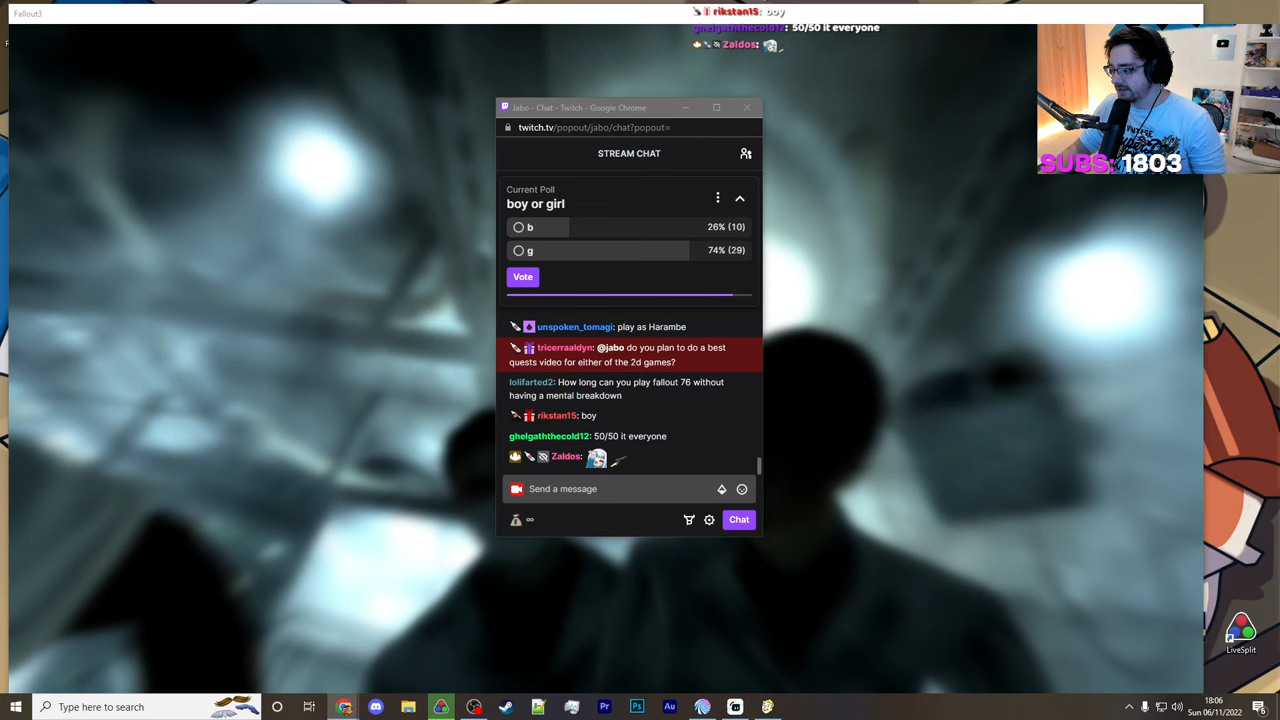 Fallout3
rikstan15: boy
ghelgaththecold12: 50/50 it everyone
Zaldos:
SUBS: 1803
Jabo - Chat - Twitch - Google Chrome
twitch.tv/popout/jabo/chat?popout=
STREAM CHAT
Current Poll
boy or girl
b 26% (10)
g 74% (29)
Vote
unspoken_tomagi: play as Harambe
tricerraaldyn: @jabo do you plan to do a best
quests video for either of the 2d games?
lolifarted2: How long can you play fallout 76 without
having a mental breakdown
rikstan15: boy
ghelgaththecold12: 50/50 it everyone
Zaldos:
Send a message
∞
Chat
LiveSplit
Type here to search
Pr
Ps
Au
18:06
Sun 06/11/2022
6